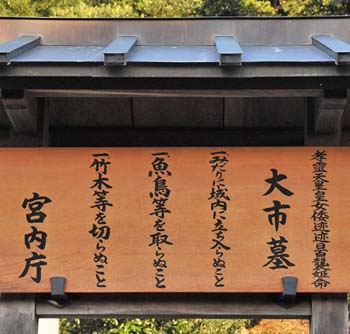 孝霊天皇皇女倭迹迹日百襲姫命
大市墓
一みだりに域内に立ち入らぬこと
一魚鳥等を取らぬこと
一竹木等を切らぬこと
宮内庁